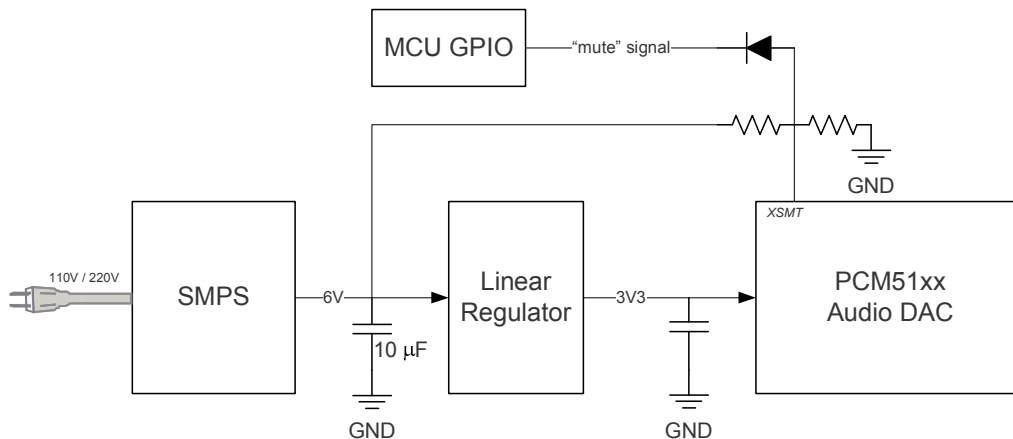 MCU GPIO
“mute” signal
GND
XSMT
110V / 220V
SMPS
6V
Linear
Regulator
3V3
PCM51xx
Audio DAC
10 μF
GND
GND